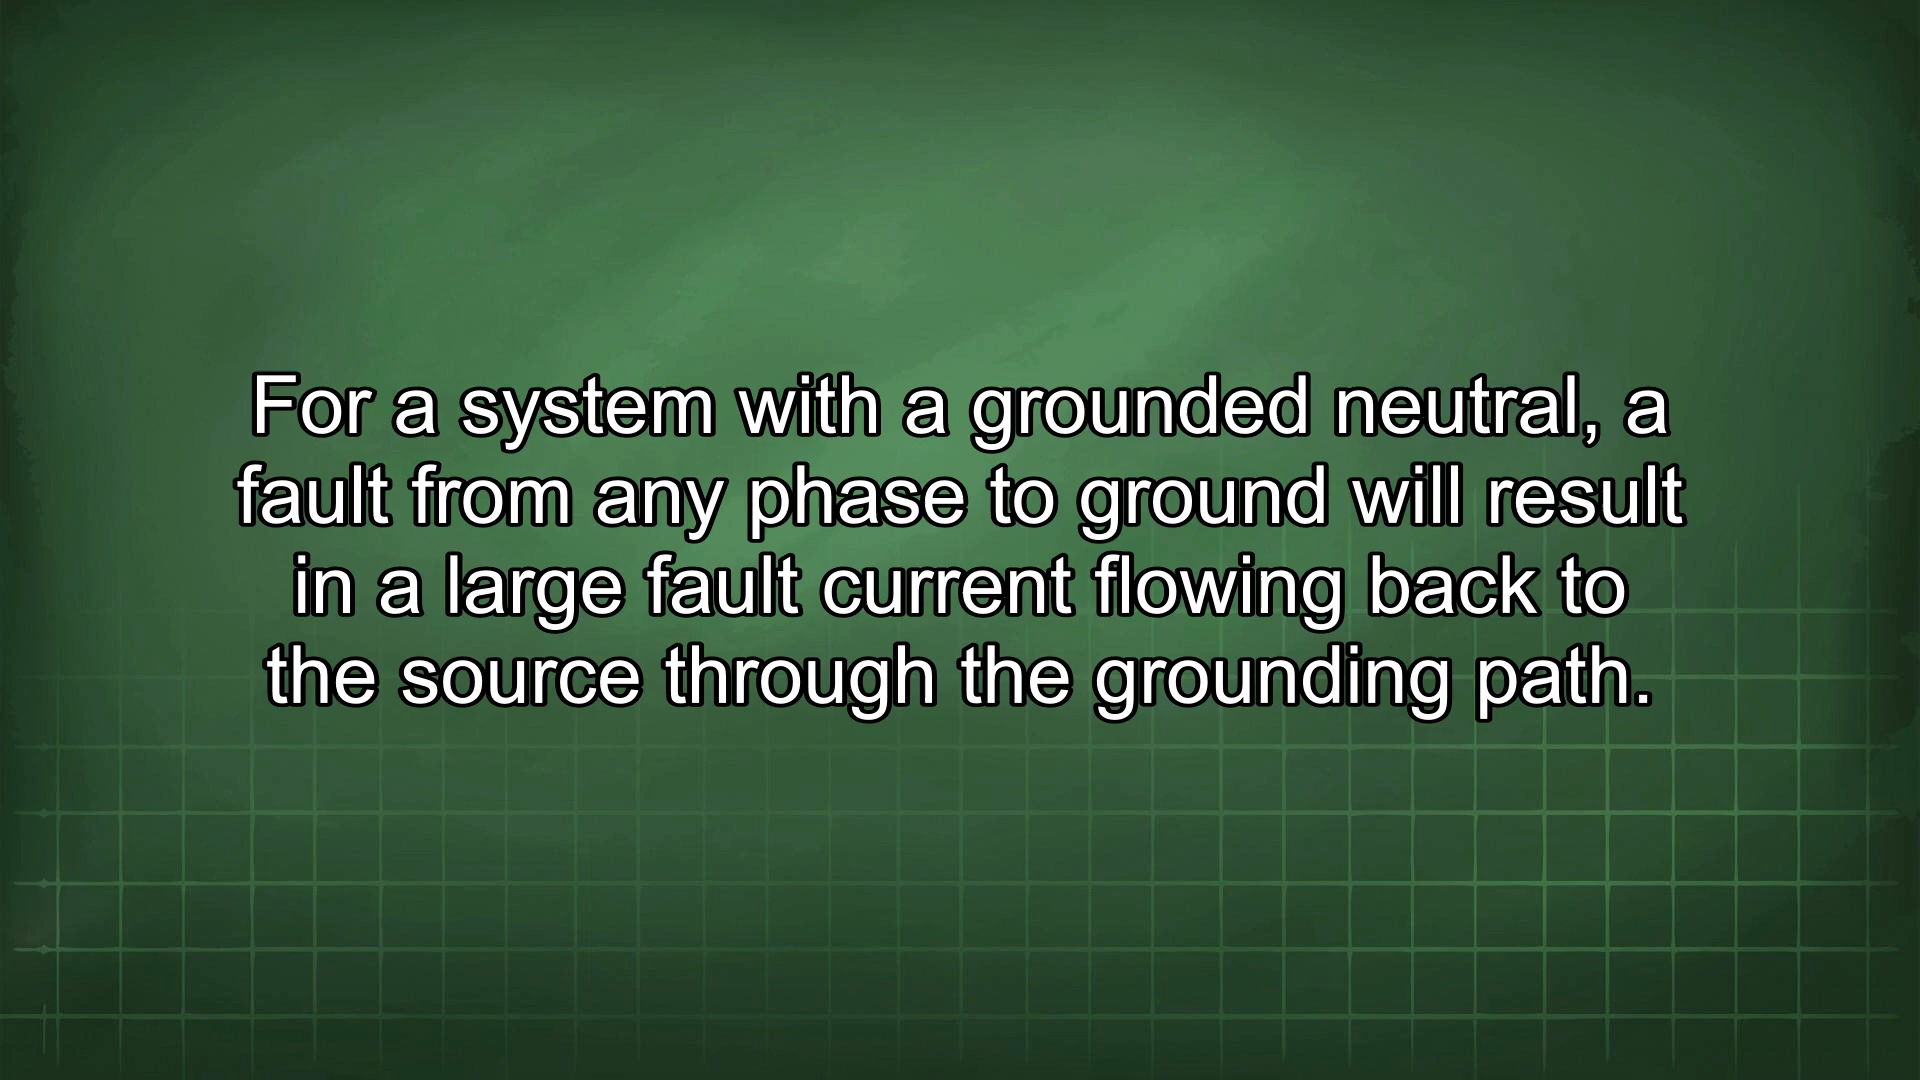 For a system with a grounded neutral, a
fault from any phase to ground will result
in a large fault current flowing back to
the source through the grounding path.